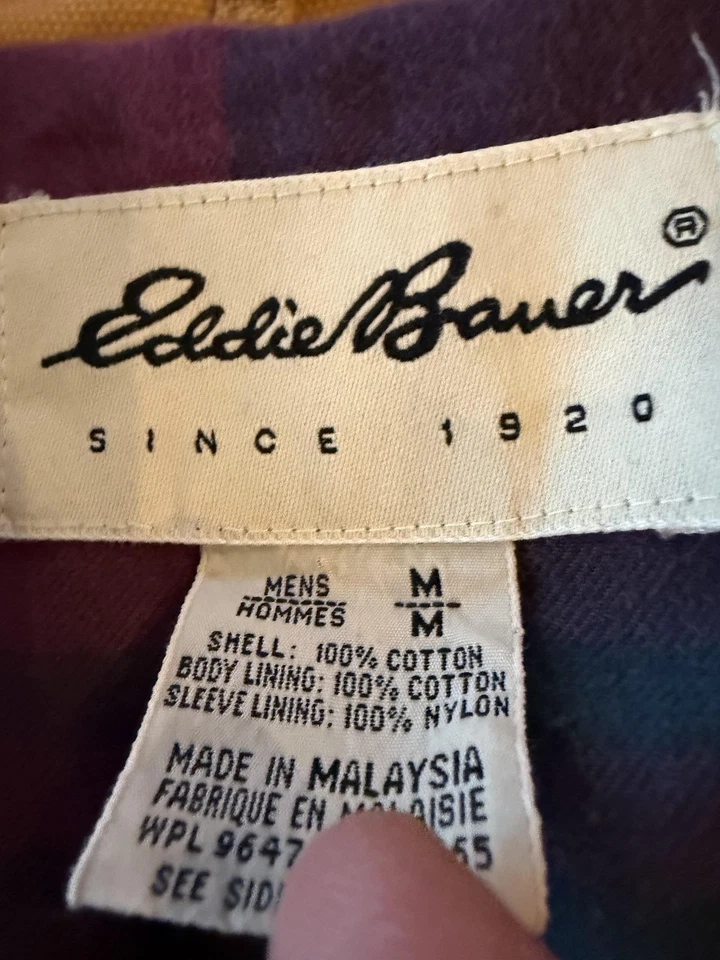 Eddie Bauer ®
SINCE 1920
MENS M
HOMMES M
SHELL: 100% COTTON
BODY LINING: 100% COTTON
SLEEVE LINING: 100% NYLON
MADE IN MALAYSIA
FABRIQUE EN
WPL
SEE